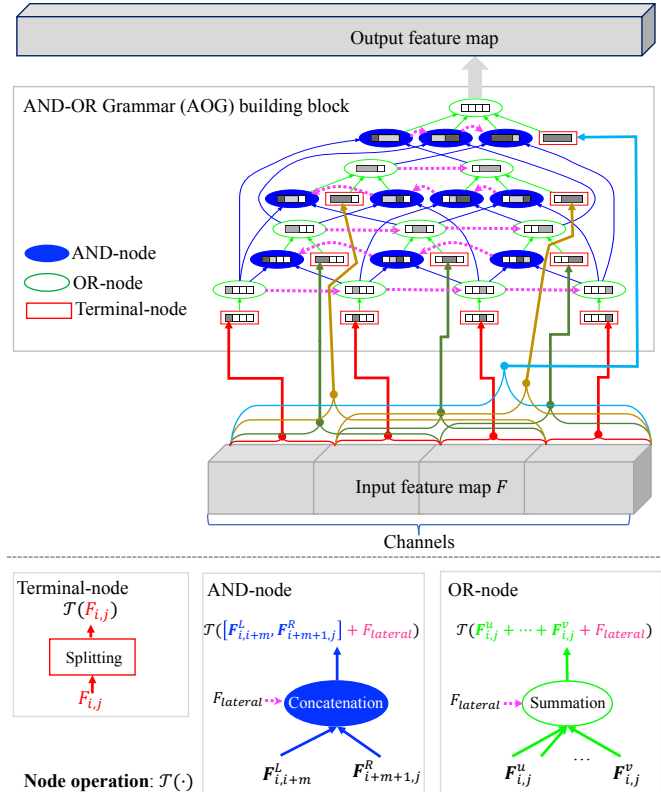 Output feature map
AND-OR Grammar (AOG) building block
AND-node
OR-node
Terminal-node
Input feature map F
Channels
Terminal-node
𝒯(F_{i,j})
Splitting
F_{i,j}
Node operation: 𝒯(·)
AND-node
𝒯([F^L_{i,i+m}, F^R_{i+m+1,j}] + F_{lateral})
F_{lateral}
Concatenation
F^L_{i,i+m} F^R_{i+m+1,j}
OR-node
𝒯(F^u_{i,j} + ⋯ + F^v_{i,j} + F_{lateral})
F_{lateral}
Summation
F^u_{i,j} ⋯ F^v_{i,j}